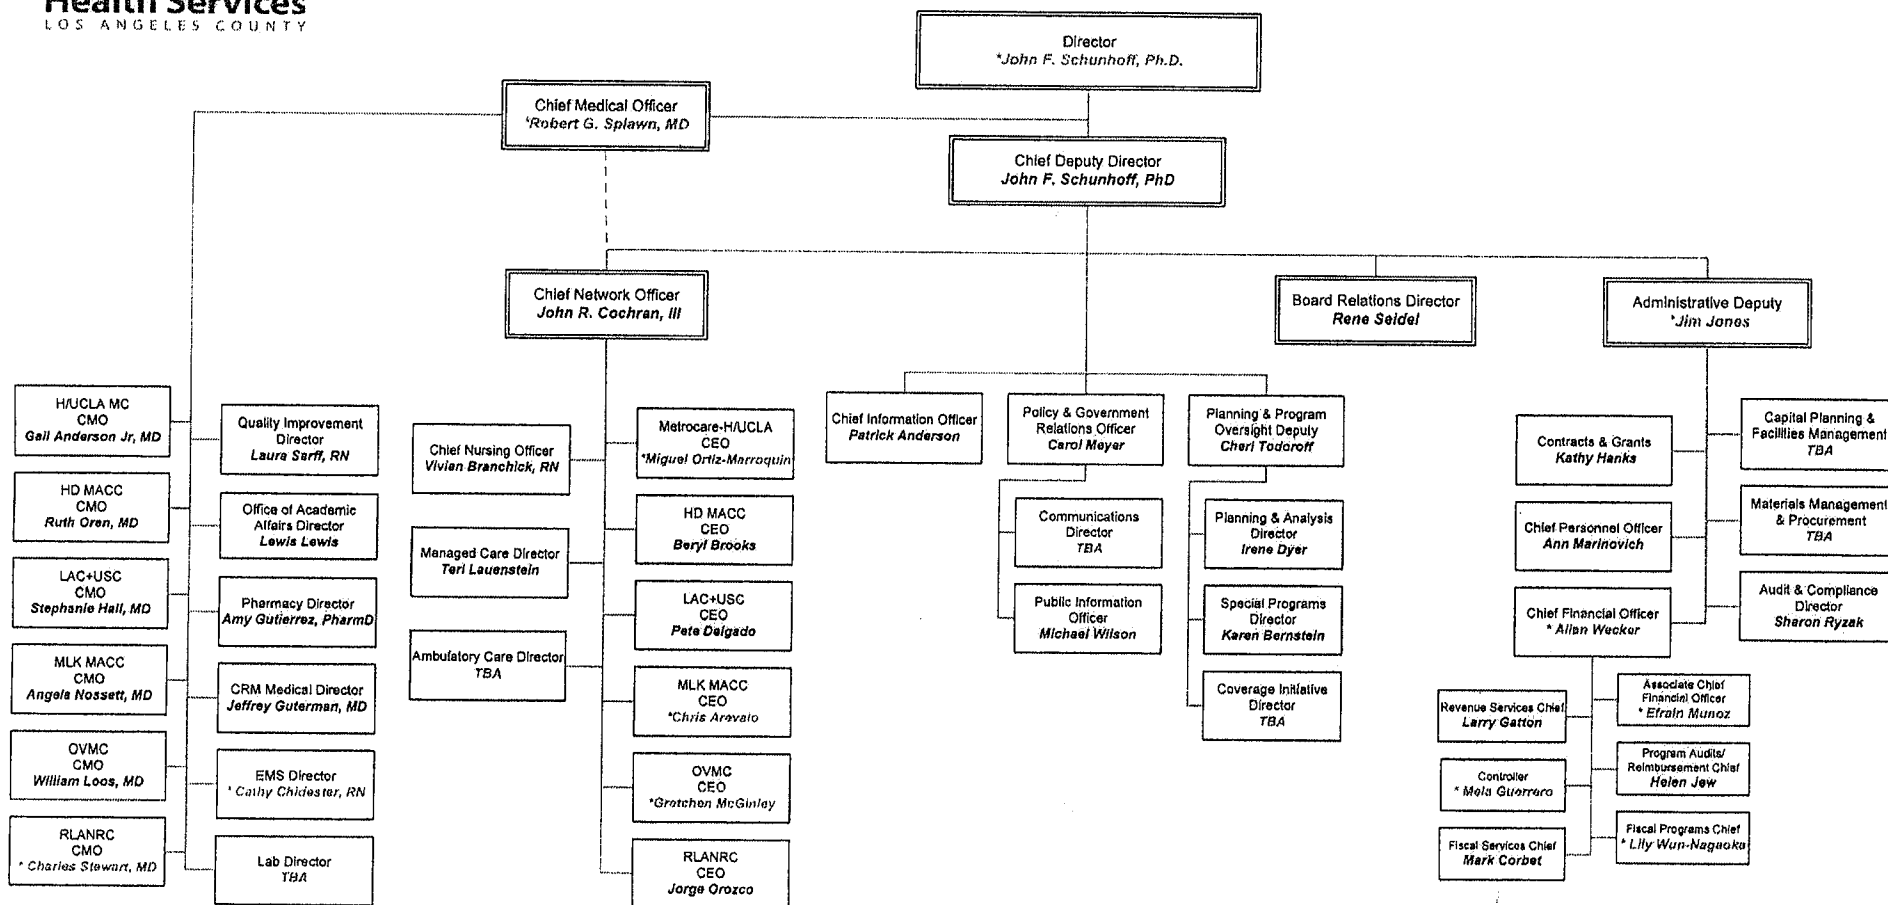 Health Services
LOS ANGELES COUNTY
Director
*John F. Schunhoff, Ph.D.
Chief Medical Officer
*Robert G. Splawn, MD
Chief Deputy Director
John F. Schunhoff, PhD
Chief Network Officer
John R. Cochran, III
Board Relations Director
Rene Seidel
Administrative Deputy
*Jim Jones
H/UCLA MC
CMO
Gail Anderson Jr, MD
HD MACC
CMO
Ruth Oren, MD
LAC+USC
CMO
Stephanie Hall, MD
MLK MACC
CMO
Angela Nossett, MD
OVMC
CMO
William Loos, MD
RLANRC
CMO
* Charles Stewart, MD
Quality Improvement
Director
Laura Sarff, RN
Office of Academic
Affairs Director
Lewis Lewis
Pharmacy Director
Amy Gutierrez, PharmD
CRM Medical Director
Jeffrey Guterman, MD
EMS Director
* Cathy Chidester, RN
Lab Director
TBA
Chief Nursing Officer
Vivian Branchick, RN
Managed Care Director
Teri Lauenstein
Ambulatory Care Director
TBA
Metrocare-H/UCLA
CEO
*Miguel Ortiz-Marroquin
HD MACC
CEO
Beryl Brooks
LAC+USC
CEO
Pete Delgado
MLK MACC
CEO
*Chris Arevalo
OVMC
CEO
*Gretchen McGinley
RLANRC
CEO
Jorge Orozco
Chief Information Officer
Patrick Anderson
Policy & Government
Relations Officer
Carol Meyer
Communications
Director
TBA
Public Information
Officer
Michael Wilson
Planning & Program
Oversight Deputy
Cheri Todoroff
Planning & Analysis
Director
Irene Dyer
Special Programs
Director
Karen Bernstein
Coverage Initiative
Director
TBA
Contracts & Grants
Kathy Hanks
Chief Personnel Officer
Ann Marinovich
Chief Financial Officer
* Allan Wecker
Capital Planning &
Facilities Management
TBA
Materials Management
& Procurement
TBA
Audit & Compliance
Director
Sharon Ryzak
Revenue Services Chief
Larry Gatton
Controller
* Mela Guerrero
Fiscal Services Chief
Mark Corbet
Associate Chief
Financial Officer
* Efrain Munoz
Program Audits/
Reimbursement Chief
Helen Jew
Fiscal Programs Chief
* Lily Wun-Nagaoka